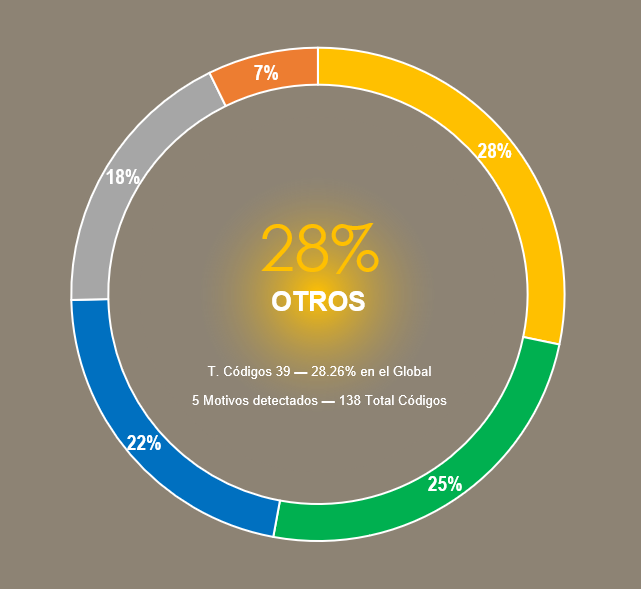 7%
28%
18%
28%
OTROS
T. Códigos 39 — 28.26% en el Global
5 Motivos detectados — 138 Total Códigos
22%
25%